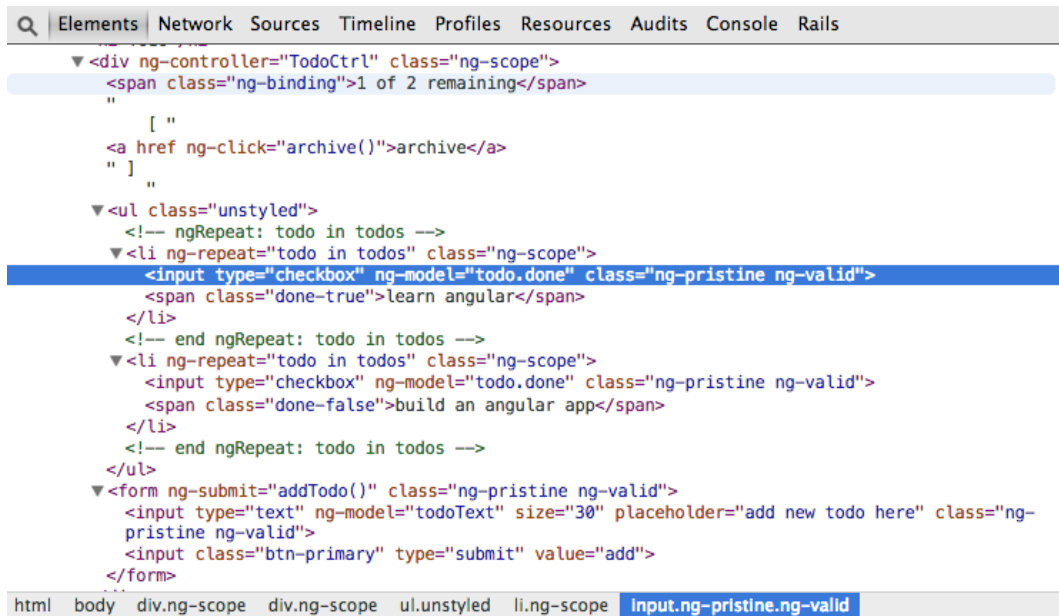 Elements Network Sources Timeline Profiles Resources Audits Console Rails
<div ng-controller="TodoCtrl" class="ng-scope">
<span class="ng-binding">1 of 2 remaining</span>
"
[ "
<a href ng-click="archive()">archive</a>
" ]
"
<ul class="unstyled">
<!-- ngRepeat: todo in todos -->
<li ng-repeat="todo in todos" class="ng-scope">
<input type="checkbox" ng-model="todo.done" class="ng-pristine ng-valid">
<span class="done-true">learn angular</span>
</li>
<!-- end ngRepeat: todo in todos -->
<li ng-repeat="todo in todos" class="ng-scope">
<input type="checkbox" ng-model="todo.done" class="ng-pristine ng-valid">
<span class="done-false">build an angular app</span>
</li>
<!-- end ngRepeat: todo in todos -->
</ul>
<form ng-submit="addTodo()" class="ng-pristine ng-valid">
<input type="text" ng-model="todoText" size="30" placeholder="add new todo here" class="ng-
pristine ng-valid">
<input class="btn-primary" type="submit" value="add">
</form>
html body div.ng-scope div.ng-scope ul.unstyled li.ng-scope input.ng-pristine.ng-valid